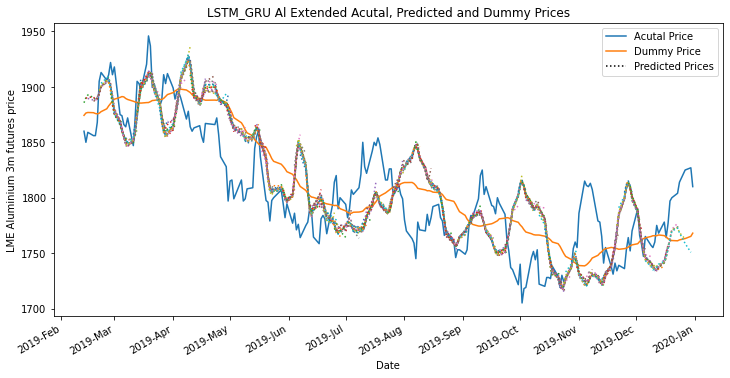 LSTM_GRU Al Extended Acutal, Predicted and Dummy Prices
Acutal Price
Dummy Price
Predicted Prices
LME Aluminium 3m futures price
1950
1900
1850
1800
1750
1700
2019-Feb
2019-Mar
2019-Apr
2019-May
2019-Jun
2019-Jul
2019-Aug
2019-Sep
2019-Oct
2019-Nov
2019-Dec
2020-Jan
Date